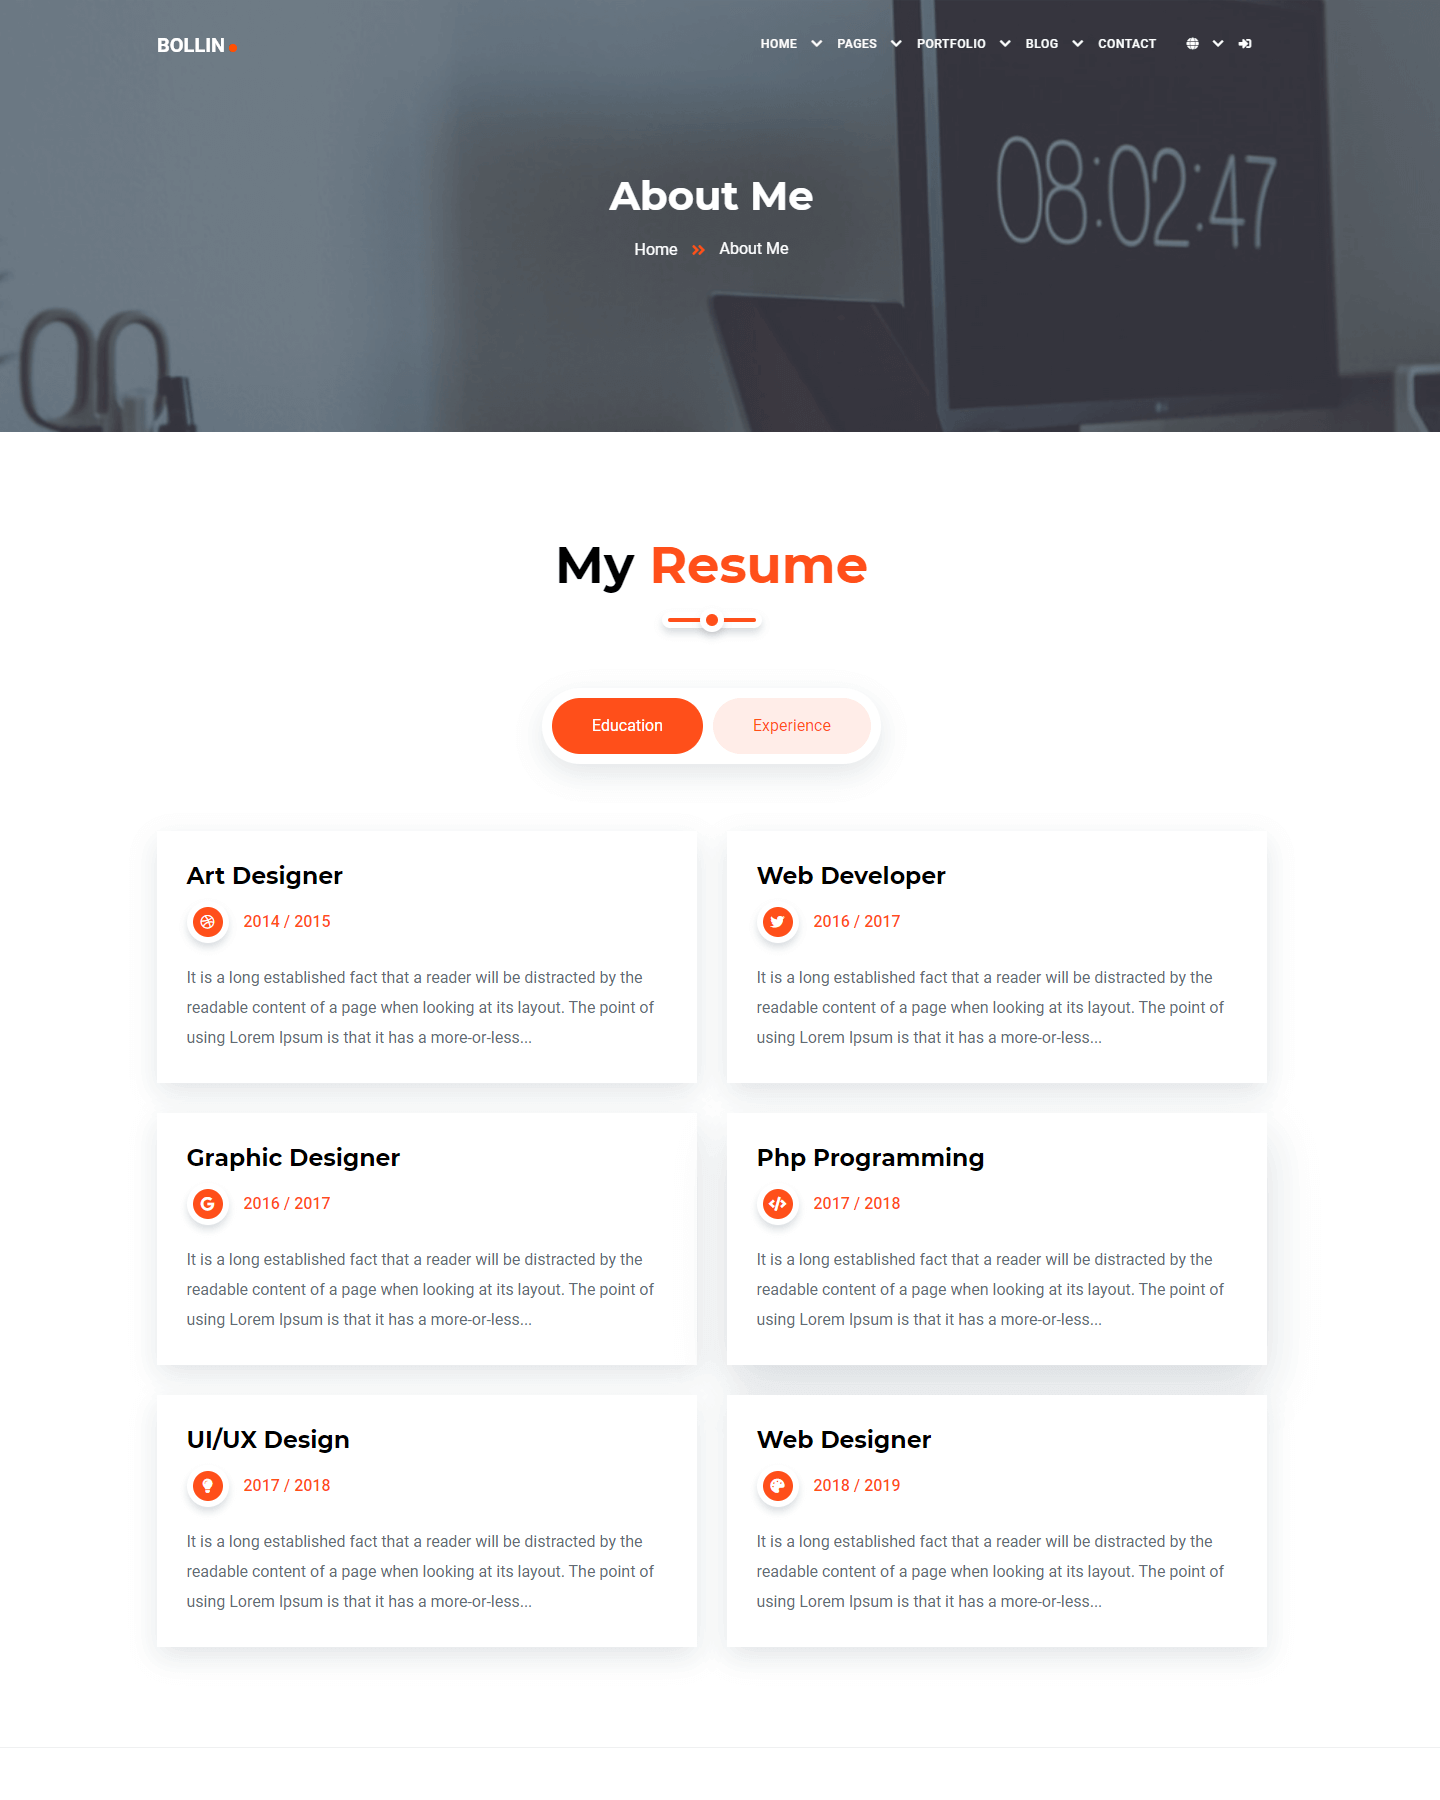 BOLLIN
HOME PAGES PORTFOLIO BLOG CONTACT
08:02:47
About Me
Home About Me
My Resume
Education Experience
Art Designer
2014 / 2015
It is a long established fact that a reader will be distracted by the
readable content of a page when looking at its layout. The point of
using Lorem Ipsum is that it has a more-or-less...
Web Developer
2016 / 2017
It is a long established fact that a reader will be distracted by the
readable content of a page when looking at its layout. The point of
using Lorem Ipsum is that it has a more-or-less...
Graphic Designer
2016 / 2017
It is a long established fact that a reader will be distracted by the
readable content of a page when looking at its layout. The point of
using Lorem Ipsum is that it has a more-or-less...
Php Programming
2017 / 2018
It is a long established fact that a reader will be distracted by the
readable content of a page when looking at its layout. The point of
using Lorem Ipsum is that it has a more-or-less...
UI/UX Design
2017 / 2018
It is a long established fact that a reader will be distracted by the
readable content of a page when looking at its layout. The point of
using Lorem Ipsum is that it has a more-or-less...
Web Designer
2018 / 2019
It is a long established fact that a reader will be distracted by the
readable content of a page when looking at its layout. The point of
using Lorem Ipsum is that it has a more-or-less...